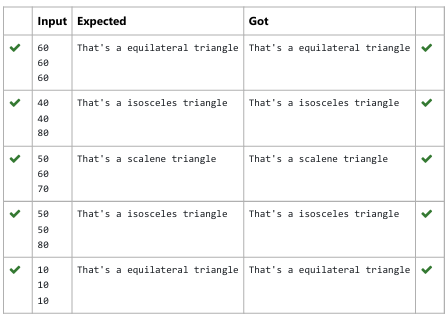 Input Expected Got
60 That's a equilateral triangle That's a equilateral triangle
60
60
40 That's a isosceles triangle That's a isosceles triangle
40
80
50 That's a scalene triangle That's a scalene triangle
60
70
50 That's a isosceles triangle That's a isosceles triangle
50
80
10 That's a equilateral triangle That's a equilateral triangle
10
10